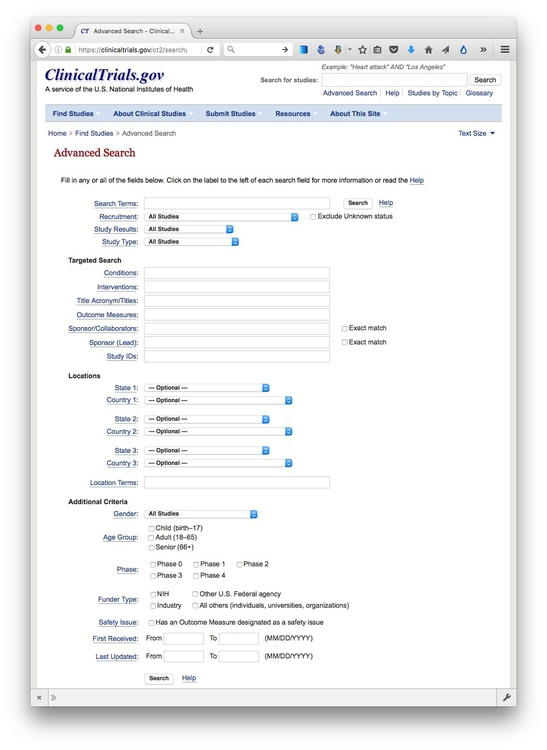 CT Advanced Search - Clinical...
https://clinicaltrials.gov/ct2/search/
ClinicalTrials.gov
A service of the U.S. National Institutes of Health
Example: "Heart attack" AND "Los Angeles"
Search for studies: Search
Advanced Search Help Studies by Topic Glossary
Find Studies About Clinical Studies Submit Studies Resources About This Site
Home > Find Studies > Advanced Search Text Size
Advanced Search
Fill in any or all of the fields below. Click on the label to the left of each search field for more information or read the Help
Search Terms: Search Help
Recruitment: All Studies Exclude Unknown status
Study Results: All Studies
Study Type: All Studies
Targeted Search
Conditions:
Interventions:
Title Acronym/Titles:
Outcome Measures:
Sponsor/Collaborators: Exact match
Sponsor (Lead): Exact match
Study IDs:
Locations
State 1: --- Optional ---
Country 1: --- Optional ---
State 2: --- Optional ---
Country 2: --- Optional ---
State 3: --- Optional ---
Country 3: --- Optional ---
Location Terms:
Additional Criteria
Gender: All Studies
Age Group: Child (birth–17)
Adult (18–65)
Senior (66+)
Phase: Phase 0 Phase 1 Phase 2
Phase 3 Phase 4
Funder Type: NIH Other U.S. Federal agency
Industry All others (individuals, universities, organizations)
Safety Issue: Has an Outcome Measure designated as a safety issue
First Received: From To (MM/DD/YYYY)
Last Updated: From To (MM/DD/YYYY)
Search Help